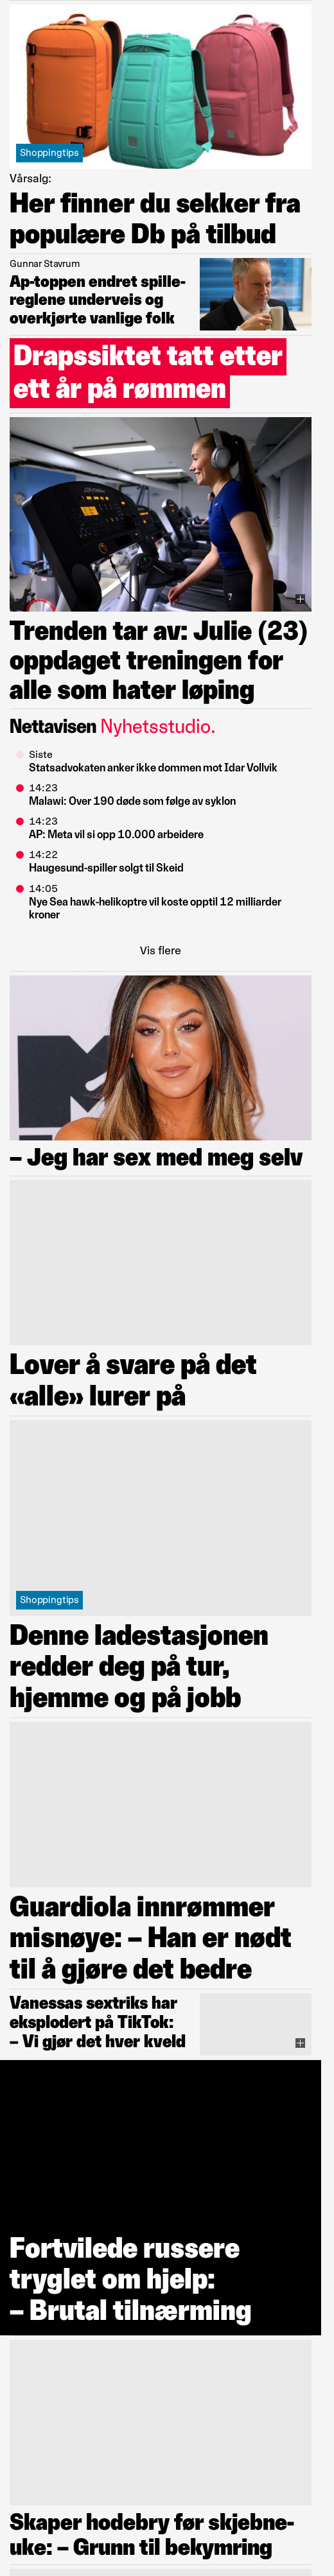 Shoppingtips
Vårsalg:
Her finner du sekker fra
populære Db på tilbud
Gunnar Stavrum
Ap-toppen endret spille-
reglene underveis og
overkjørte vanlige folk
Drapssiktet tatt etter
ett år på rømmen
Trenden tar av: Julie (23)
oppdaget treningen for
alle som hater løping
Nettavisen Nyhetsstudio.
Siste
Statsadvokaten anker ikke dommen mot Idar Vollvik
14:23
Malawi: Over 190 døde som følge av syklon
14:23
AP: Meta vil si opp 10.000 arbeidere
14:22
Haugesund-spiller solgt til Skeid
14:05
Nye Sea hawk-helikoptre vil koste opptil 12 milliarder
kroner
Vis flere
– Jeg har sex med meg selv
Lover å svare på det
«alle» lurer på
Shoppingtips
Denne ladestasjonen
redder deg på tur,
hjemme og på jobb
Guardiola innrømmer
misnøye: – Han er nødt
til å gjøre det bedre
Vanessas sextriks har
eksplodert på TikTok:
– Vi gjør det hver kveld
Fortvilede russere
tryglet om hjelp:
– Brutal tilnærming
Skaper hodebry før skjebne-
uke: – Grunn til bekymring